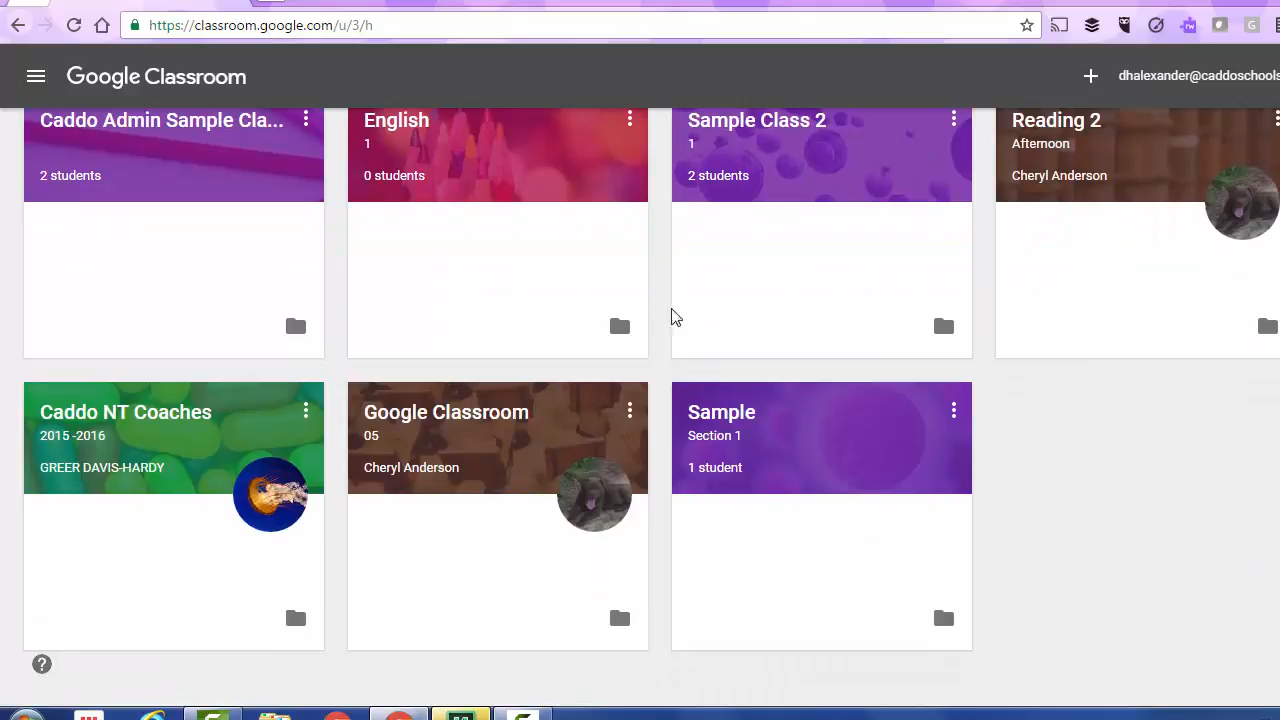 https://classroom.google.com/u/3/h
Google Classroom
dhalexander@caddoschools
Caddo Admin Sample Cla...
2 students
English
1
0 students
Sample Class 2
1
2 students
Reading 2
Afternoon
Cheryl Anderson
Caddo NT Coaches
2015 -2016
GREER DAVIS-HARDY
Google Classroom
05
Cheryl Anderson
Sample
Section 1
1 student